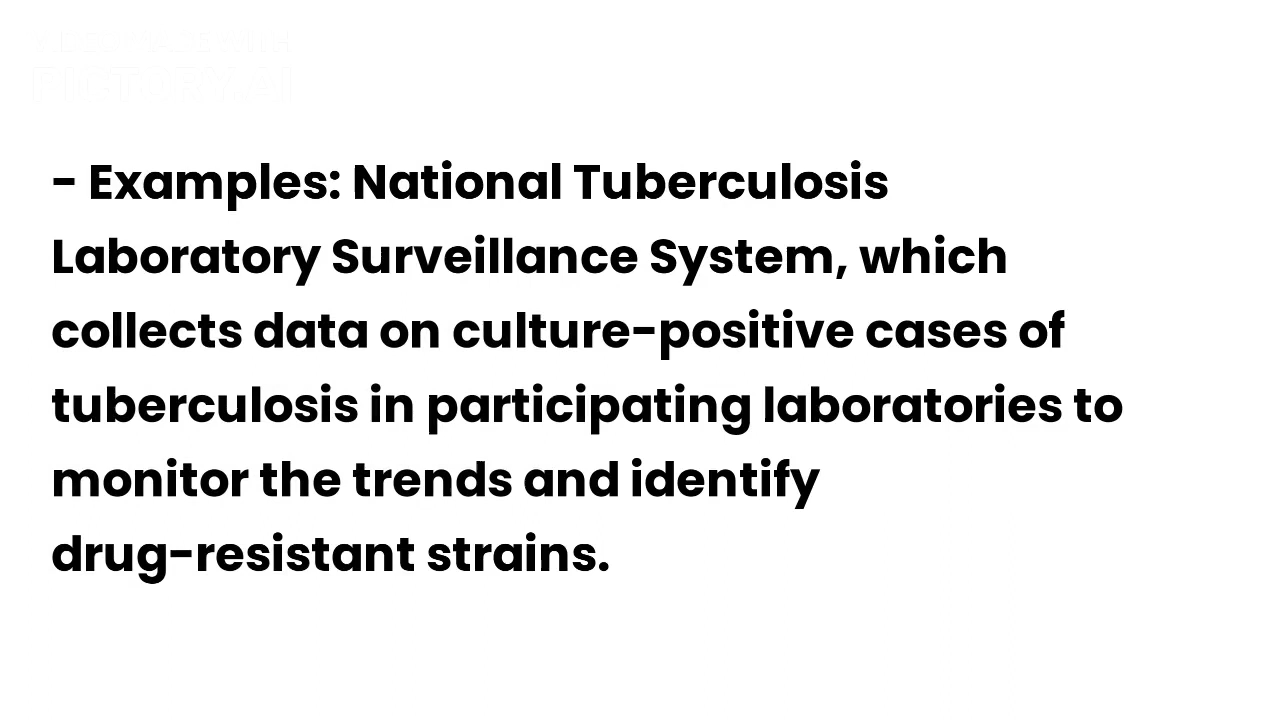 - Examples: National Tuberculosis
Laboratory Surveillance System, which
collects data on culture-positive cases of
tuberculosis in participating laboratories to
monitor the trends and identify
drug-resistant strains.